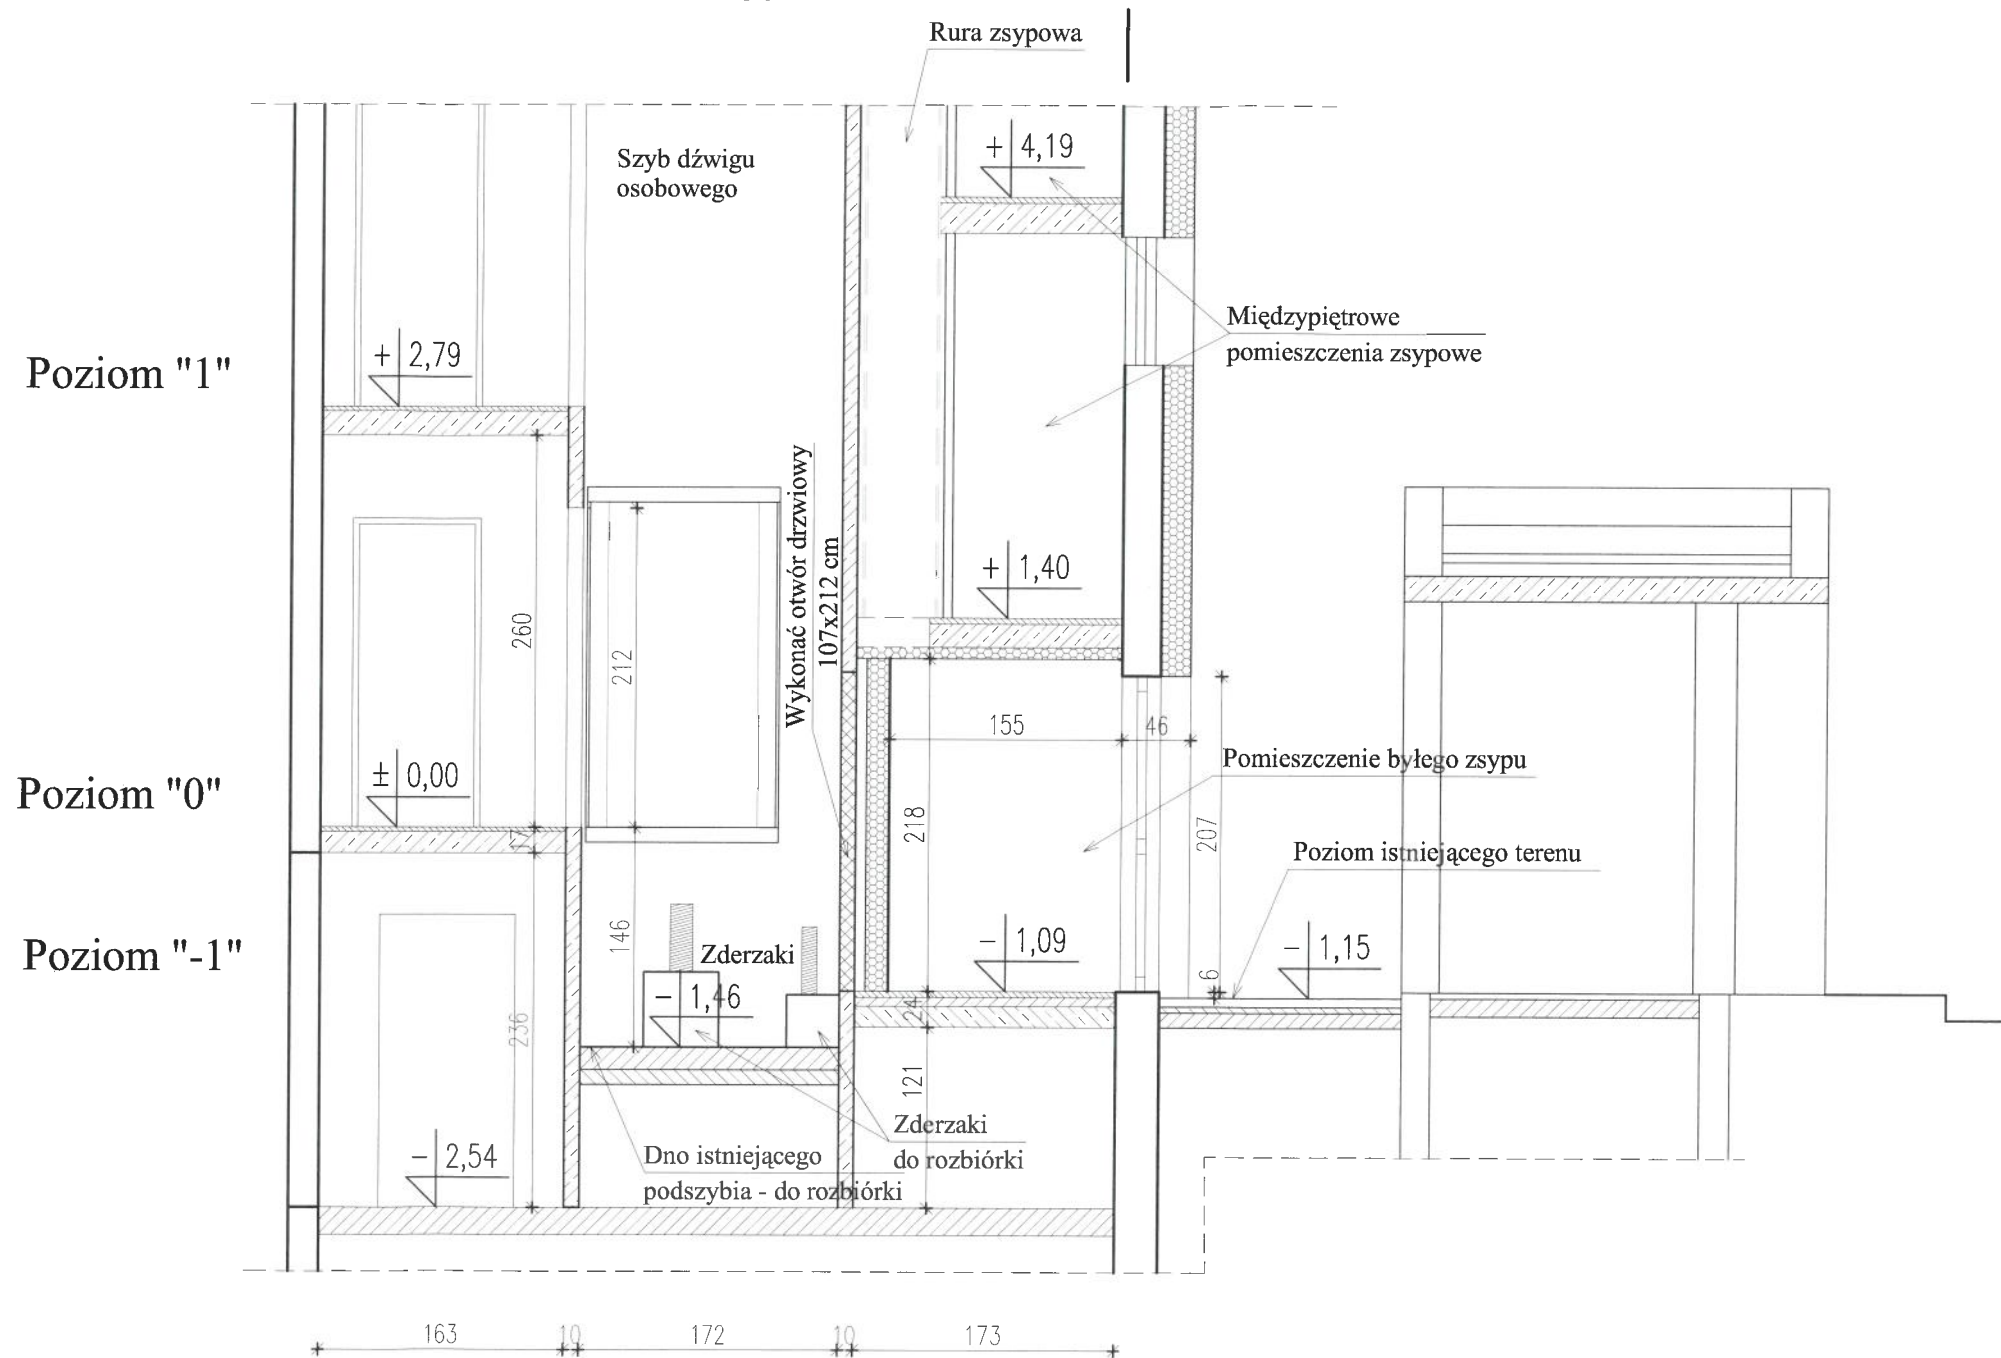 Rura zsypowa
Szyb dźwigu
osobowego
+ 4,19
Międzypiętrowe
pomieszczenia zsypowe
Poziom "1"
+ 2,79
Wykonać otwór drzwiowy
107x212 cm
+ 1,40
260
212
155
46
Pomieszczenie byłego zsypu
Poziom "0"
± 0,00
17
218
207
Poziom istniejącego terenu
Poziom "-1"
146
Zderzaki
- 1,46
- 1,09
- 1,15
6
24
236
121
Zderzaki
do rozbiórki
Dno istniejącego
podszybia - do rozbiórki
- 2,54
163
10
172
10
173